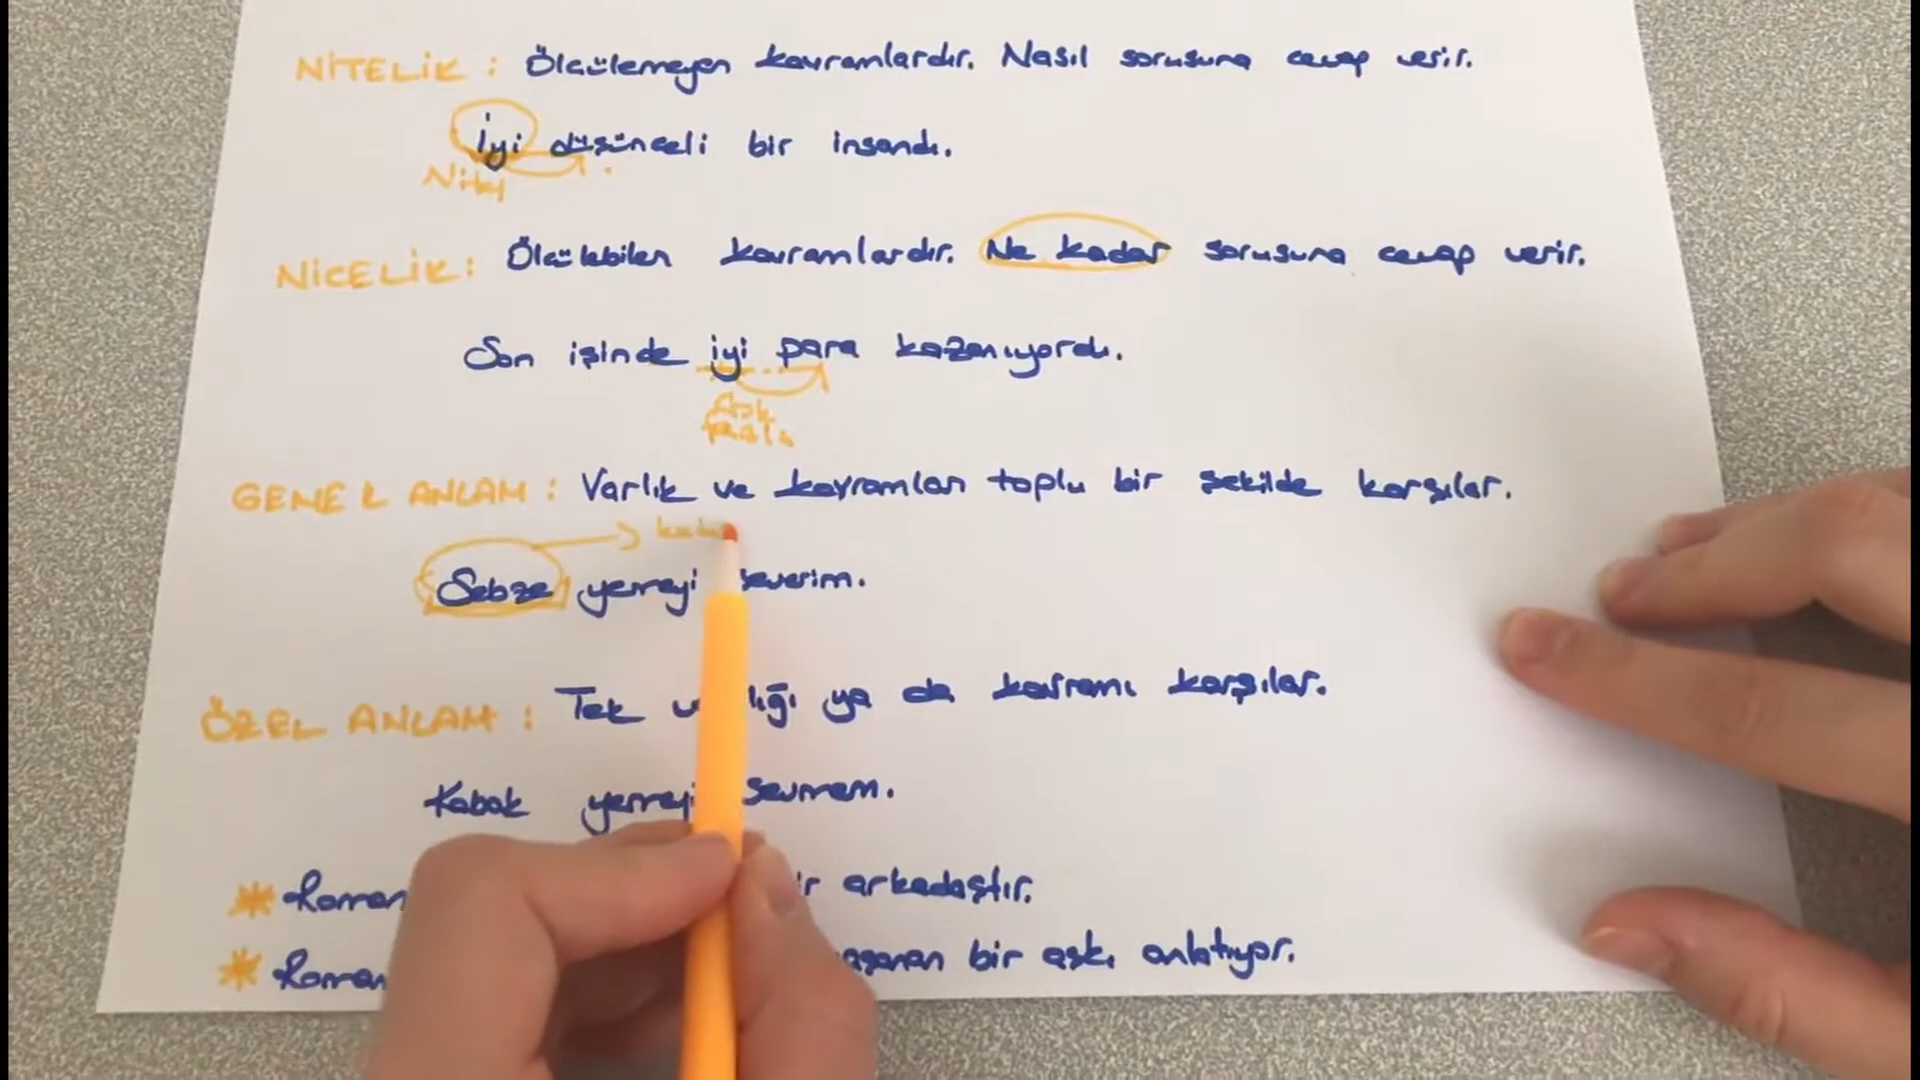 NİTELİK : Ölçülemeyen kavramlardır. Nasıl sorusuna cevap verir.
İyi düşünceli bir insandı.
NİCELİK : Ölçülebilen kavramlardır. Ne kadar sorusuna cevap verir.
Son işinde iyi para kazanıyordu.
GENEL ANLAM : Varlık ve kavramları toplu bir şekilde karşılar.
Sebze yemeyi severim.
ÖZEL ANLAM : Tek ya da kavramı karşılar.
Kabak yemeyi sevmem.
arkadaştır.
bir aşkı anlatıyor.